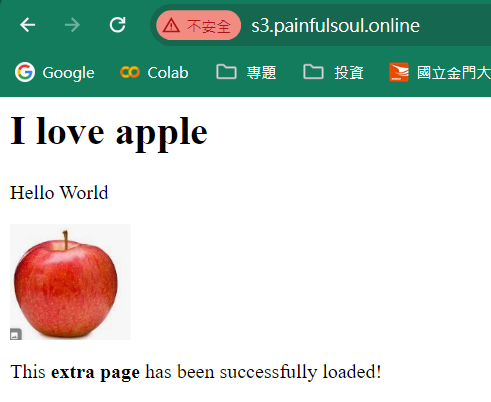 不安全 s3.painfulsoul.online
Google Colab 專題 投資 國立金門大
I love apple
Hello World
This extra page has been successfully loaded!